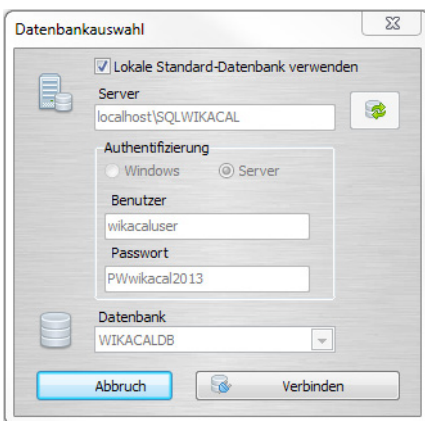 Datenbankauswahl
Lokale Standard-Datenbank verwenden
Server
localhost\SQLWIKACAL
Authentifizierung
Windows Server
Benutzer
wikacaluser
Passwort
PWwikacal2013
Datenbank
WIKACALDB
Abbruch Verbinden